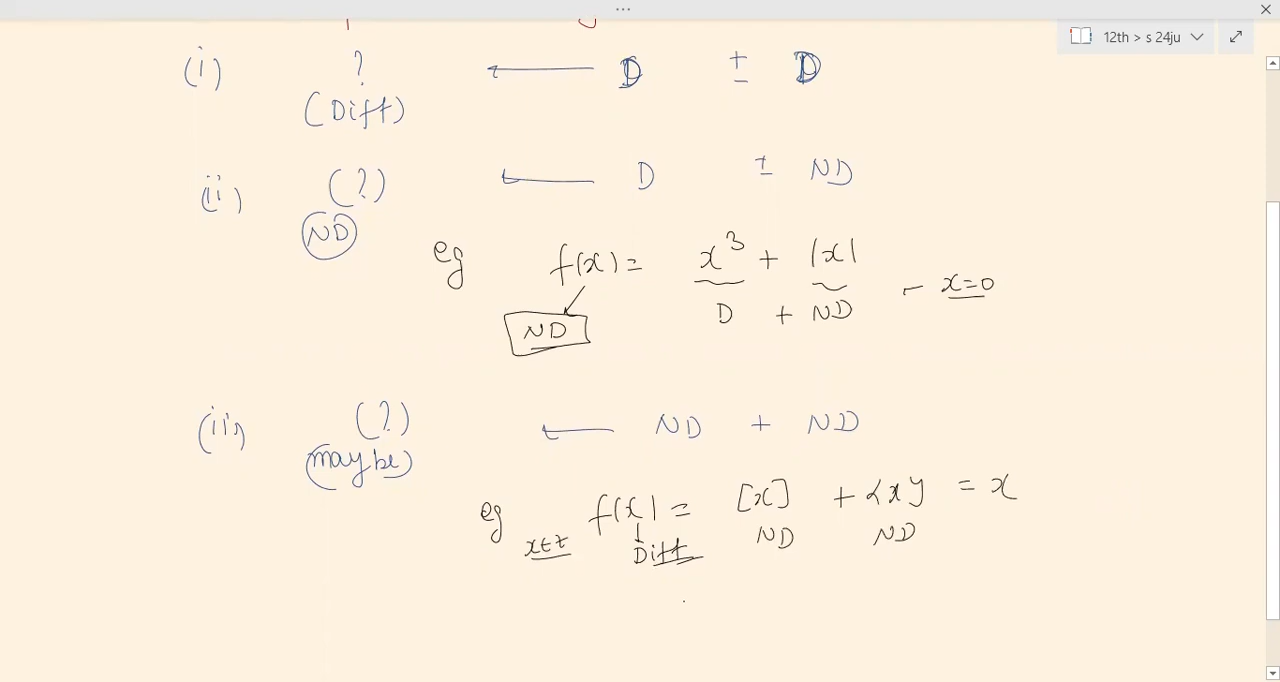 12th > s 24ju
(i) ? ← D ± D
(Diff)
(ii) (?) ← D ± ND
ND
eg f(x) = x³ + |x| - x=0
D + ND
ND
(iii) (?) ← ND + ND
(maybe)
eg f(x) = [x] + {x} = x
x∈Z Diff ND ND